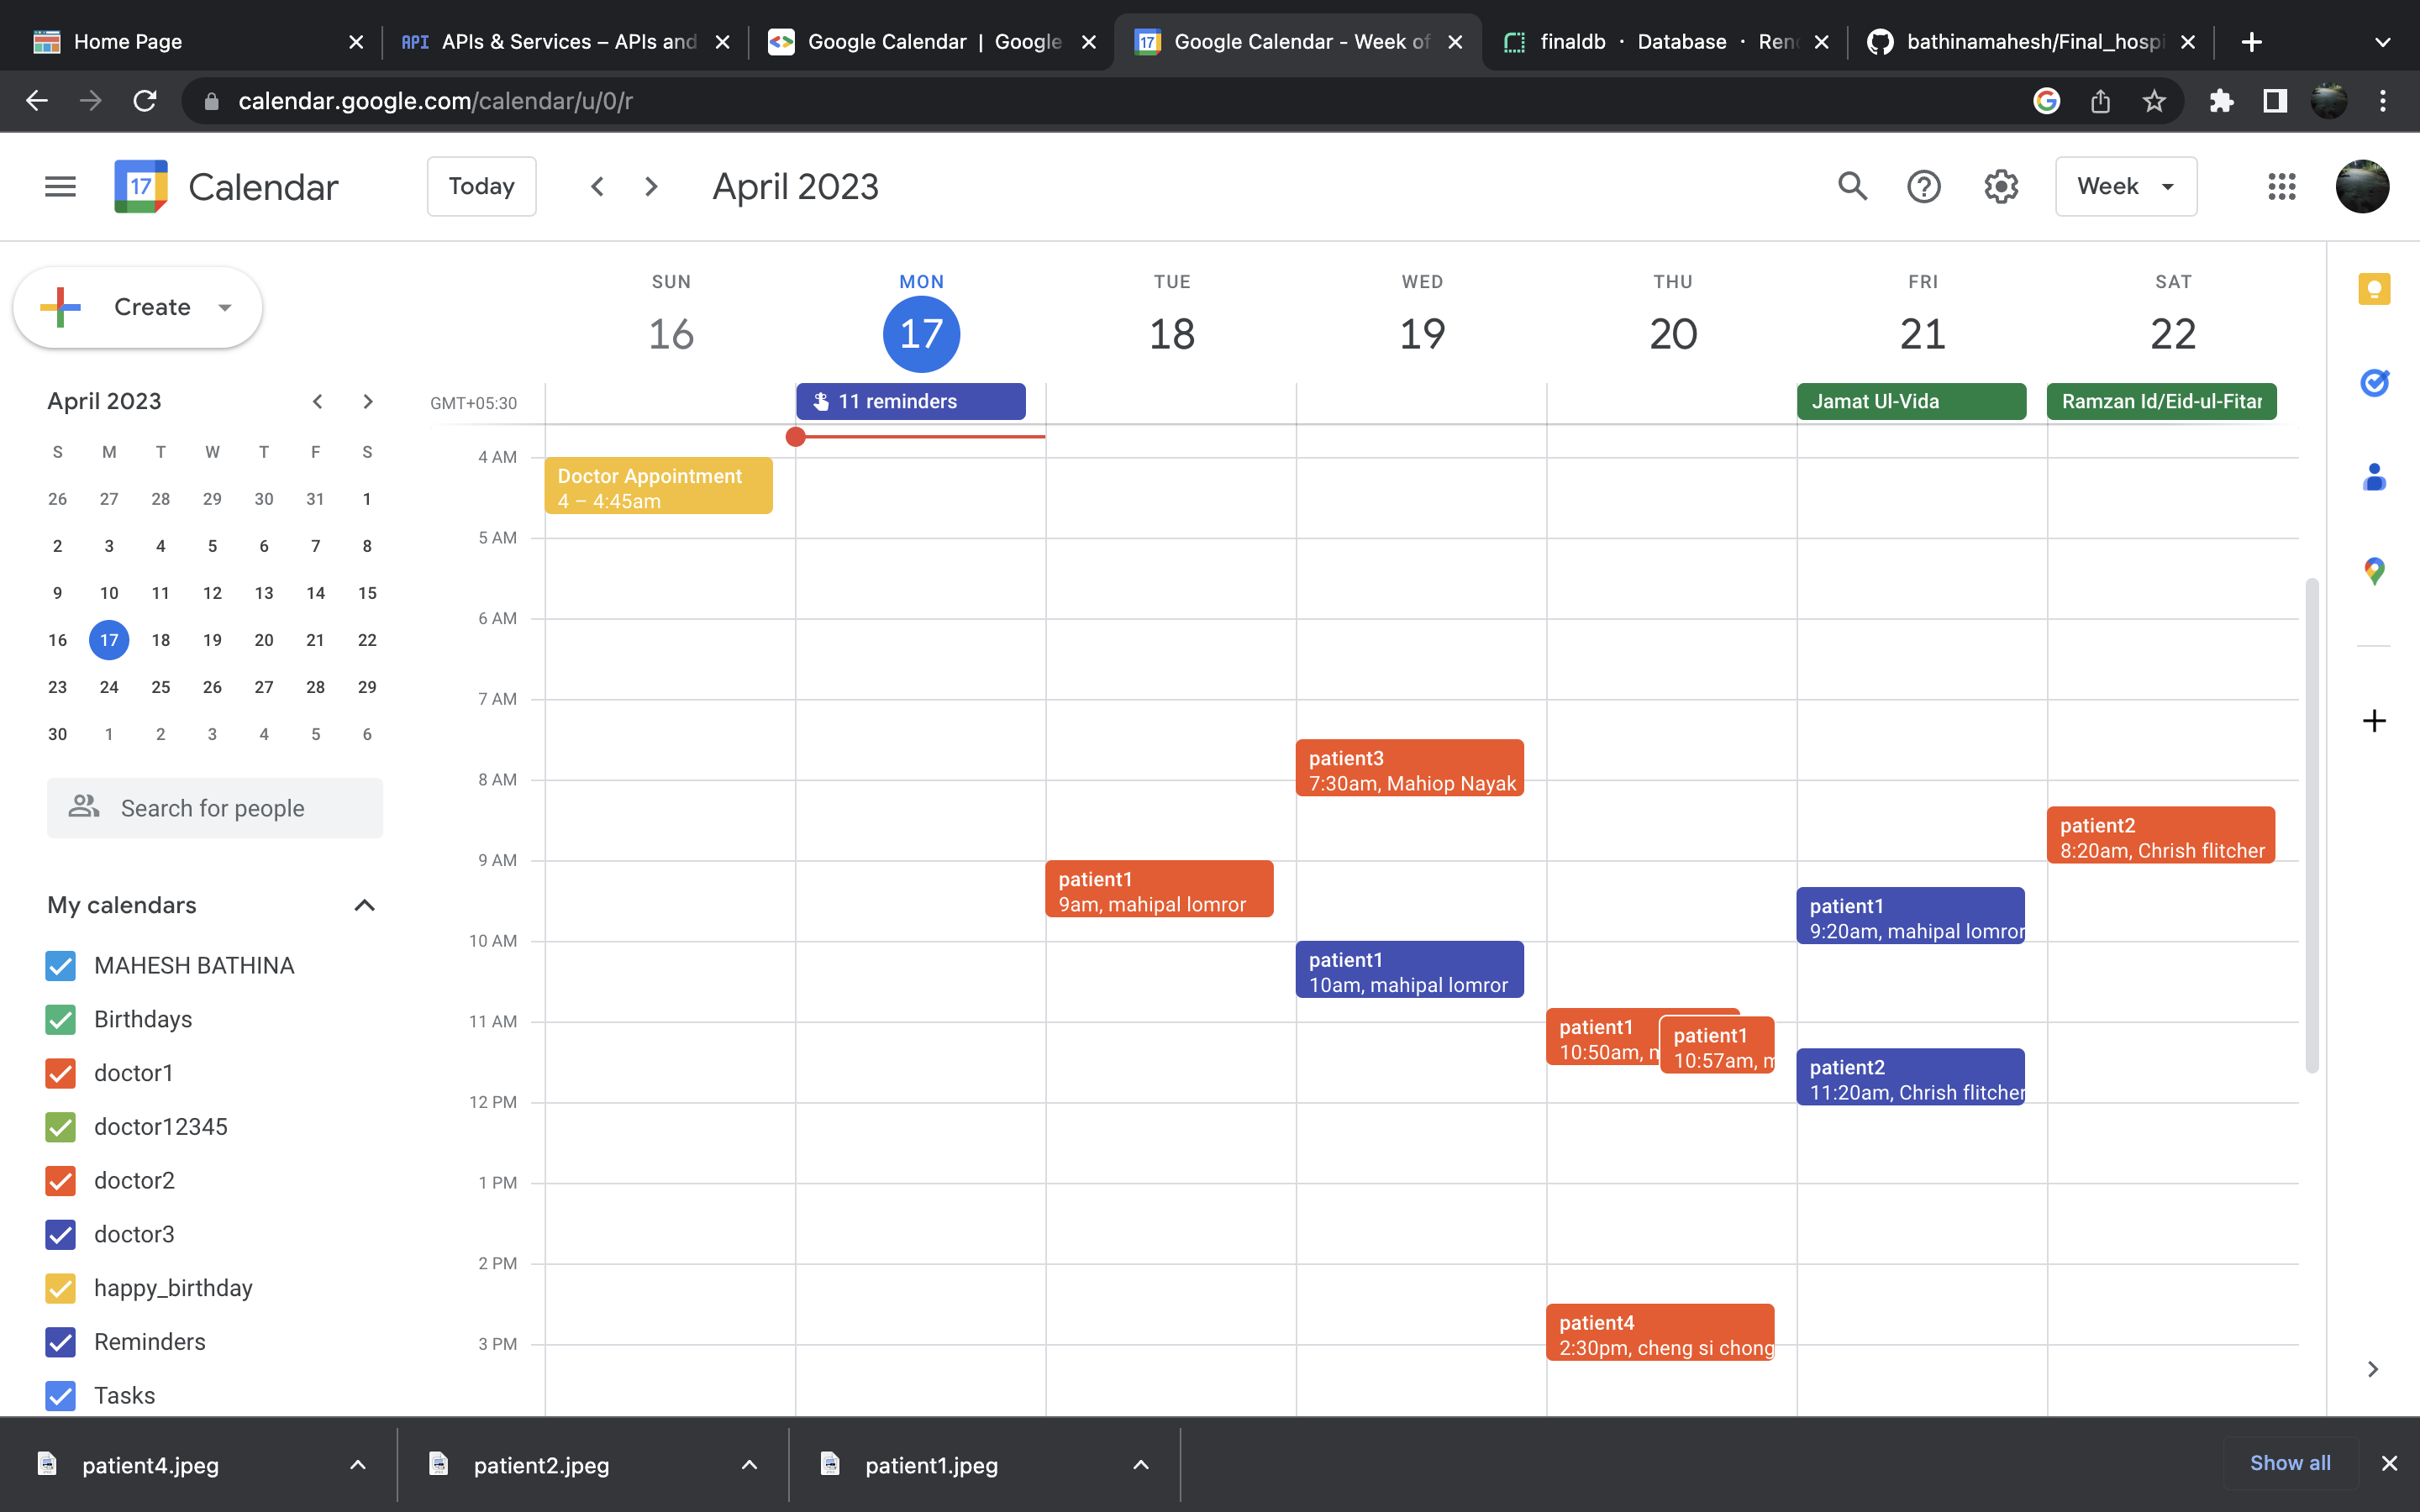 Home Page
APIs & Services – APIs and
Google Calendar | Google
Google Calendar - Week of
finaldb · Database · Ren
bathinamahesh/Final_hospi
calendar.google.com/calendar/u/0/r
17
Calendar
Today
April 2023
Week
Create
SUN
MON
TUE
WED
THU
FRI
SAT
16
17
18
19
20
21
22
GMT+05:30
11 reminders
Jamat Ul-Vida
Ramzan Id/Eid-ul-Fitar
April 2023
S M T W T F S
26 27 28 29 30 31 1
2 3 4 5 6 7 8
9 10 11 12 13 14 15
16 17 18 19 20 21 22
23 24 25 26 27 28 29
30 1 2 3 4 5 6
Search for people
My calendars
MAHESH BATHINA
Birthdays
doctor1
doctor12345
doctor2
doctor3
happy_birthday
Reminders
Tasks
4 AM
5 AM
6 AM
7 AM
8 AM
9 AM
10 AM
11 AM
12 PM
1 PM
2 PM
3 PM
Doctor Appointment
4 – 4:45am
patient1
9am, mahipal lomror
patient3
7:30am, Mahiop Nayak
patient1
10am, mahipal lomror
patient1
10:50am, m
patient1
10:57am, m
patient4
2:30pm, cheng si chong
patient1
9:20am, mahipal lomror
patient2
11:20am, Chrish flitcher
patient2
8:20am, Chrish flitcher
patient4.jpeg
patient2.jpeg
patient1.jpeg
Show all